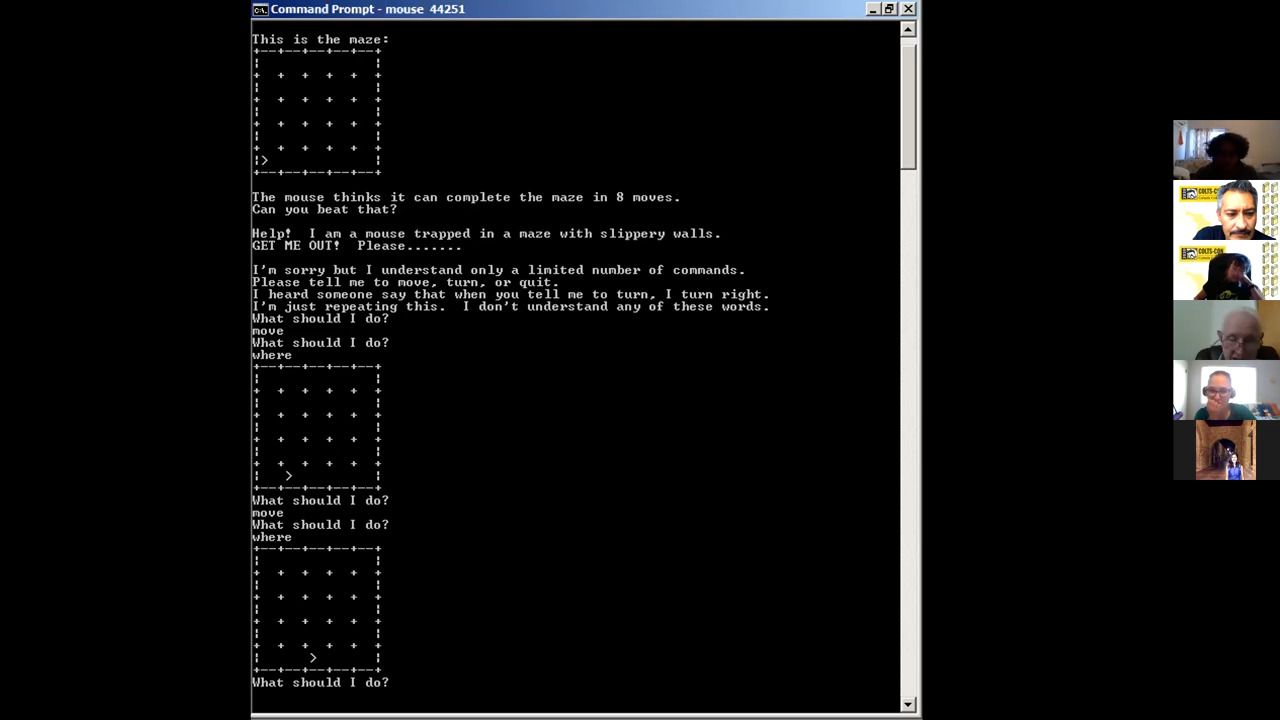 Command Prompt - mouse 44251
This is the maze:
+--+--+--+--+--+
¦              ¦
+  +  +  +  +  +
¦              ¦
+  +  +  +  +  +
¦              ¦
+  +  +  +  +  +
¦              ¦
+  +  +  +  +  +
¦>             ¦
+--+--+--+--+--+
The mouse thinks it can complete the maze in 8 moves.
Can you beat that?
Help!  I am a mouse trapped in a maze with slippery walls.
GET ME OUT!  Please.......
I'm sorry but I understand only a limited number of commands.
Please tell me to move, turn, or quit.
I heard someone say that when you tell me to turn, I turn right.
I'm just repeating this.  I don't understand any of these words.
What should I do?
move
What should I do?
where
+--+--+--+--+--+
¦              ¦
+  +  +  +  +  +
¦              ¦
+  +  +  +  +  +
¦              ¦
+  +  +  +  +  +
¦              ¦
+  +  +  +  +  +
¦   >          ¦
+--+--+--+--+--+
What should I do?
move
What should I do?
where
+--+--+--+--+--+
¦              ¦
+  +  +  +  +  +
¦              ¦
+  +  +  +  +  +
¦              ¦
+  +  +  +  +  +
¦              ¦
+  +  +  +  +  +
¦      >       ¦
+--+--+--+--+--+
What should I do?
COLTS-CON
COLTS-CON